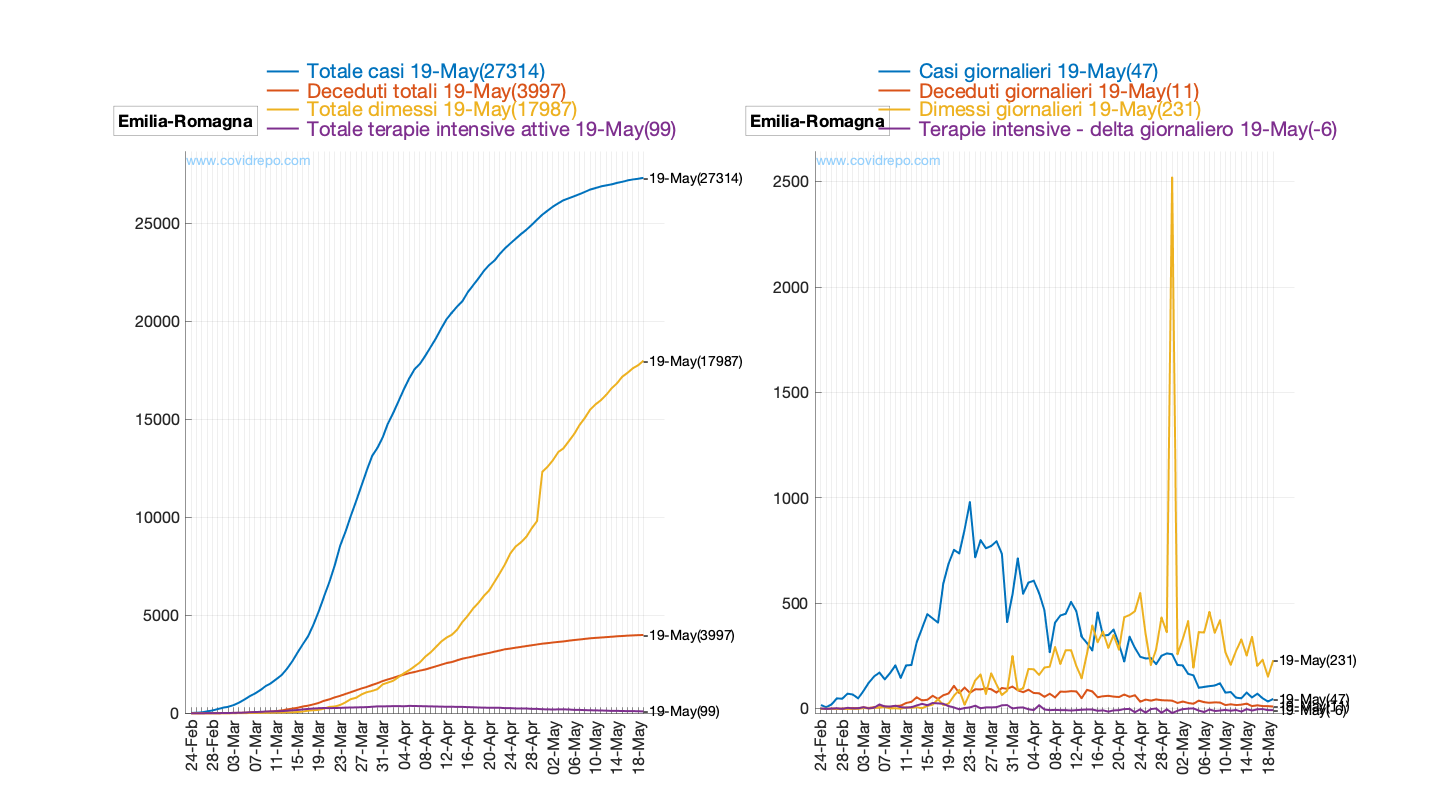 Totale casi 19-May(27314)
Deceduti totali 19-May(3997)
Totale dimessi 19-May(17987)
Totale terapie intensive attive 19-May(99)
Emilia-Romagna
www.covidrepo.com
25000
20000
15000
10000
5000
0
19-May(27314)
19-May(17987)
19-May(3997)
19-May(99)
24-Feb
28-Feb
03-Mar
07-Mar
11-Mar
15-Mar
19-Mar
23-Mar
27-Mar
31-Mar
04-Apr
08-Apr
12-Apr
16-Apr
20-Apr
24-Apr
28-Apr
02-May
06-May
10-May
14-May
18-May
Casi giornalieri 19-May(47)
Deceduti giornalieri 19-May(11)
Dimessi giornalieri 19-May(231)
Terapie intensive - delta giornaliero 19-May(-6)
Emilia-Romagna
www.covidrepo.com
2500
2000
1500
1000
500
0
19-May(231)
19-May(47)
19-May(-6)
24-Feb
28-Feb
03-Mar
07-Mar
11-Mar
15-Mar
19-Mar
23-Mar
27-Mar
31-Mar
04-Apr
08-Apr
12-Apr
16-Apr
20-Apr
24-Apr
28-Apr
02-May
06-May
10-May
14-May
18-May